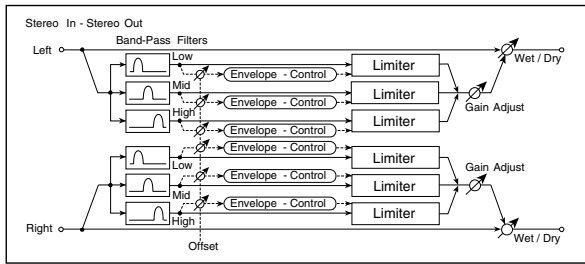 Stereo In - Stereo Out
Band-Pass Filters
Left
Low
Envelope - Control
Limiter
Wet / Dry
Mid
Envelope - Control
Limiter
Gain Adjust
High
Envelope - Control
Limiter
Envelope - Control
Limiter
Low
Gain Adjust
Envelope - Control
Limiter
Mid
Envelope - Control
Limiter
High
Right
Wet / Dry
Offset